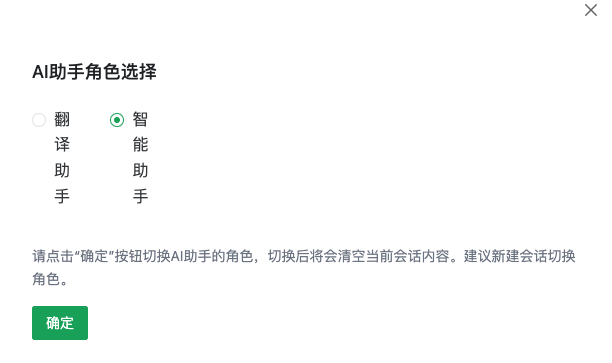 AI助手角色选择
翻译助手
智能助手
请点击“确定”按钮切换AI助手的角色，切换后将会清空当前会话内容。建议新建会话切换
角色。
确定